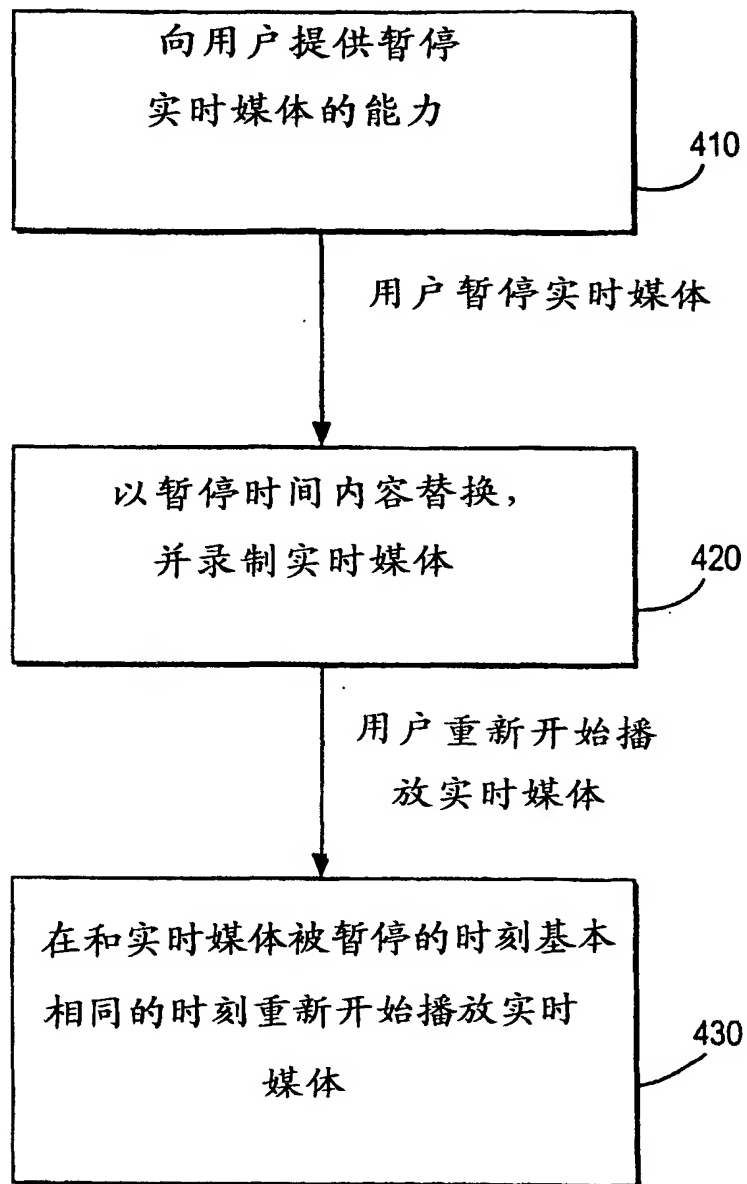 向用户提供暂停
实时媒体的能力
410
用户暂停实时媒体
以暂停时间内容替换，
并录制实时媒体
420
用户重新开始播
放实时媒体
在和实时媒体被暂停的时刻基本
相同的时刻重新开始播放实时
媒体
430